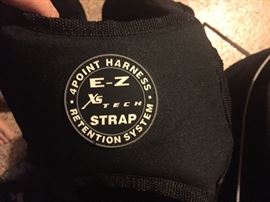 4POINT HARNESS
E-Z
XS TECH
STRAP
RETENTION SYSTEM